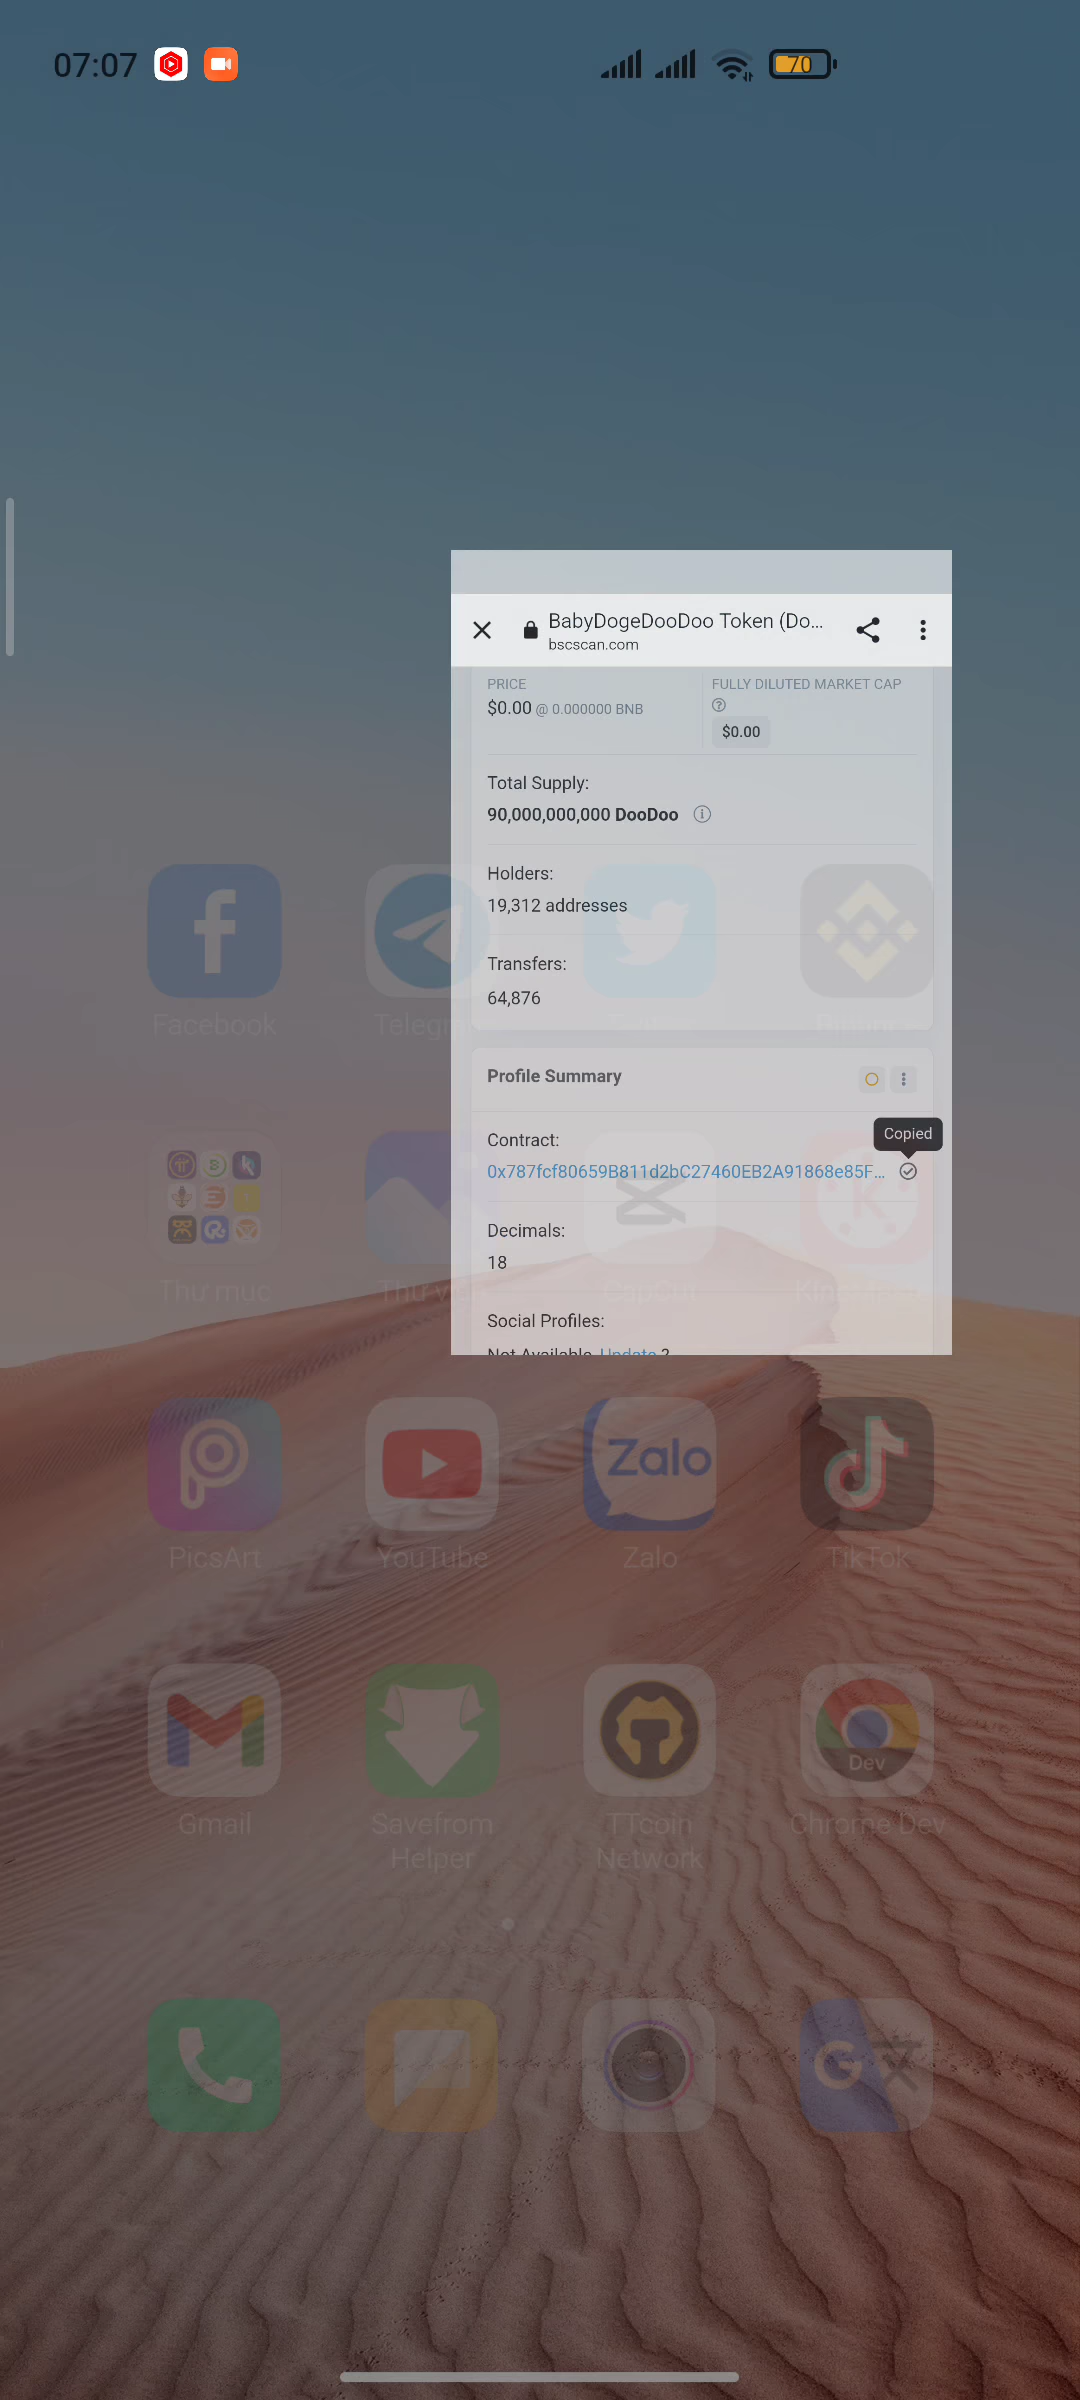 07:07
70
BabyDogeDooDoo Token (Do...
bscscan.com
PRICE
$0.00 @ 0.000000 BNB
FULLY DILUTED MARKET CAP
$0.00
Total Supply:
90,000,000,000 DooDoo
Holders:
19,312 addresses
Transfers:
64,876
Profile Summary
Copied
Contract:
0x787fcf80659B811d2bC27460EB2A91868e85F...
Decimals:
18
Social Profiles:
Not Available, Update ?
Facebook
Thư mục
PicsArt
YouTube
Zalo
Zalo
TikTok
Gmail
Savefrom
Helper
TTcoin
Network
Dev
Chrome Dev